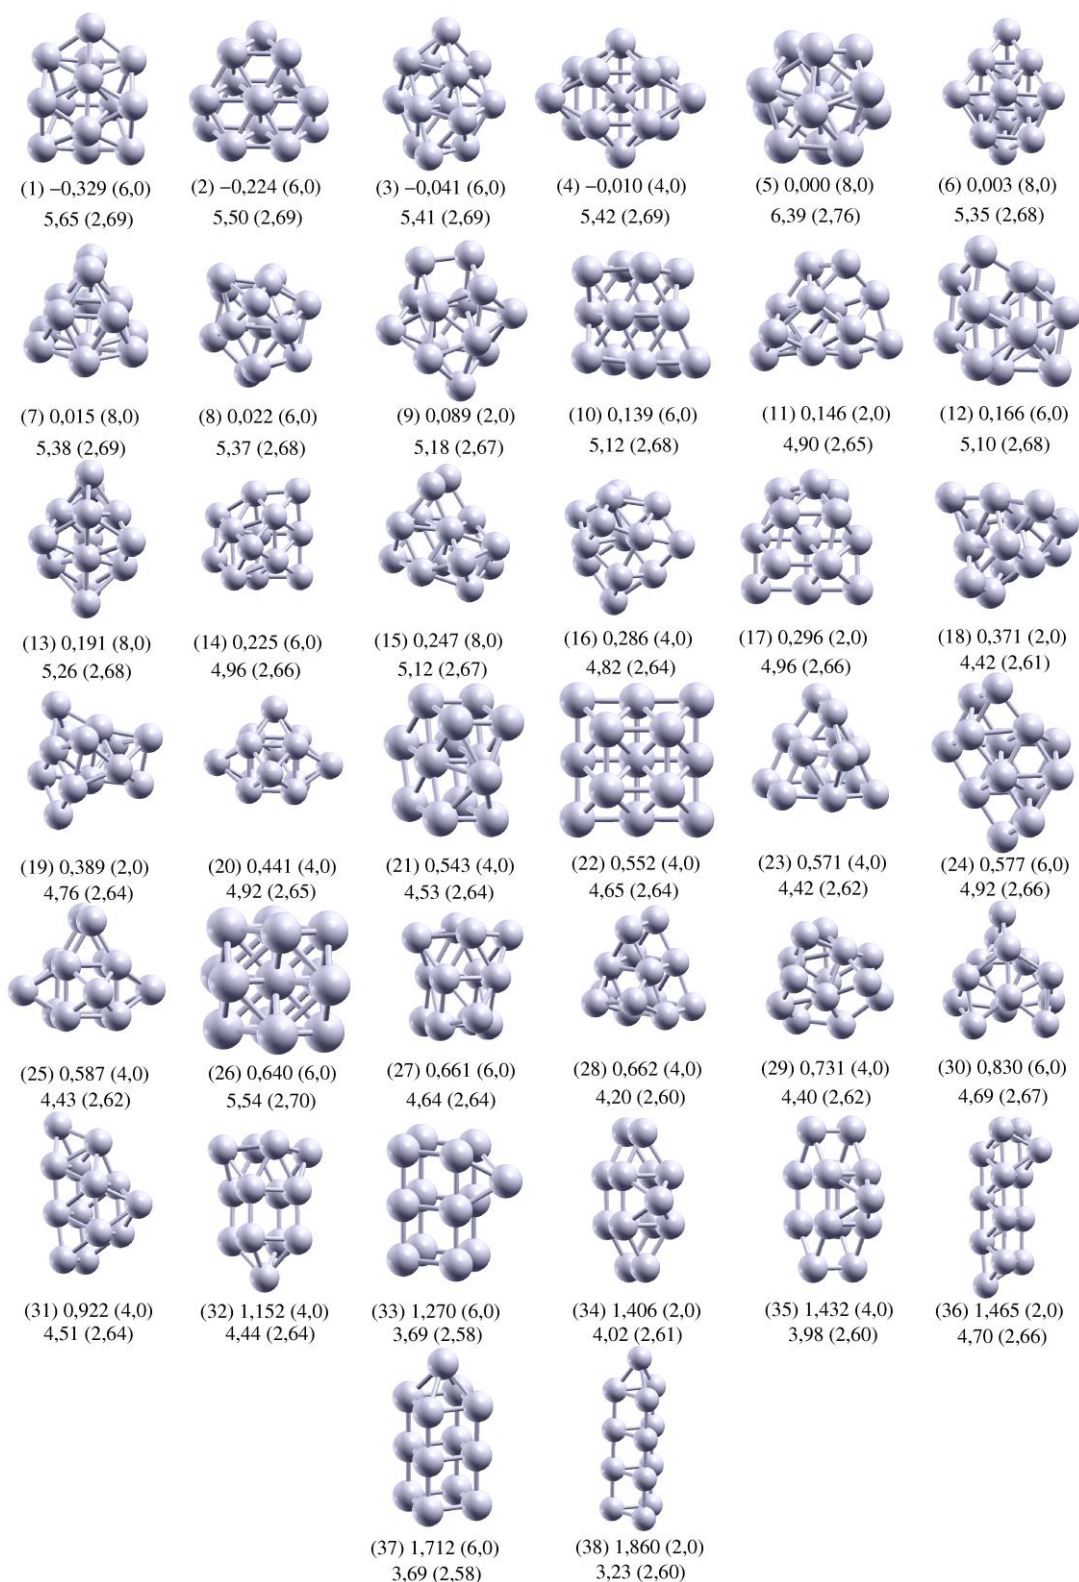 (1) −0,329 (6,0) (2) −0,224 (6,0) (3) −0,041 (6,0) (4) −0,010 (4,0) (5) 0,000 (8,0) (6) 0,003 (8,0)
5,65 (2,69) 5,50 (2,69) 5,41 (2,69) 5,42 (2,69) 6,39 (2,76) 5,35 (2,68)
(7) 0,015 (8,0) (8) 0,022 (6,0) (9) 0,089 (2,0) (10) 0,139 (6,0) (11) 0,146 (2,0) (12) 0,166 (6,0)
5,38 (2,69) 5,37 (2,68) 5,18 (2,67) 5,12 (2,68) 4,90 (2,65) 5,10 (2,68)
(13) 0,191 (8,0) (14) 0,225 (6,0) (15) 0,247 (8,0) (16) 0,286 (4,0) (17) 0,296 (2,0) (18) 0,371 (2,0)
5,26 (2,68) 4,96 (2,66) 5,12 (2,67) 4,82 (2,64) 4,96 (2,66) 4,42 (2,61)
(19) 0,389 (2,0) (20) 0,441 (4,0) (21) 0,543 (4,0) (22) 0,552 (4,0) (23) 0,571 (4,0) (24) 0,577 (6,0)
4,76 (2,64) 4,92 (2,65) 4,53 (2,64) 4,65 (2,64) 4,42 (2,62) 4,92 (2,66)
(25) 0,587 (4,0) (26) 0,640 (6,0) (27) 0,661 (6,0) (28) 0,662 (4,0) (29) 0,731 (4,0) (30) 0,830 (6,0)
4,43 (2,62) 5,54 (2,70) 4,64 (2,64) 4,20 (2,60) 4,40 (2,62) 4,69 (2,67)
(31) 0,922 (4,0) (32) 1,152 (4,0) (33) 1,270 (6,0) (34) 1,406 (2,0) (35) 1,432 (4,0) (36) 1,465 (2,0)
4,51 (2,64) 4,44 (2,64) 3,69 (2,58) 4,02 (2,61) 3,98 (2,60) 4,70 (2,66)
(37) 1,712 (6,0) (38) 1,860 (2,0)
3,69 (2,58) 3,23 (2,60)